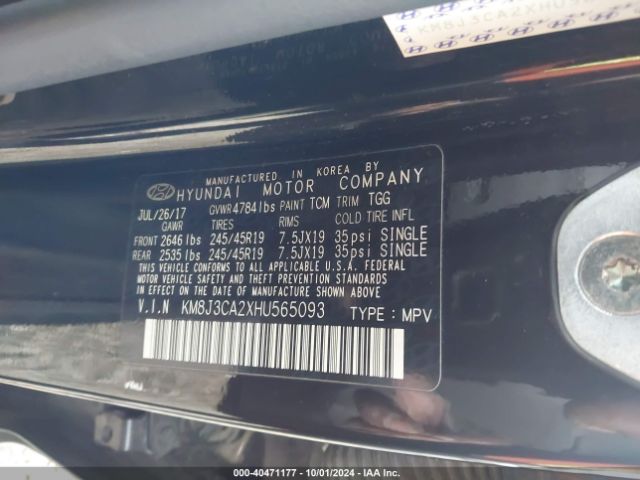 KM8J3CA2XHU56
MANUFACTURED IN KOREA BY
HYUNDAI MOTOR COMPANY
JUL/26/17 GVWR4784lbs PAINT TCM TRIM TGG
GAWR TIRES RIMS COLD TIRE INFL
FRONT 2646 lbs 245/45R19 7.5JX19 35psi SINGLE
REAR 2535 lbs 245/45R19 7.5JX19 35psi SINGLE
THIS VEHICLE CONFORMS TO ALL APPLICABLE U.S.A. FEDERAL
MOTOR VEHICLE SAFETY, BUMPER, AND THEFT PREVENTION
STANDARDS IN EFFECT ON THE DATE OF MANUFACTURE SHOWN ABOVE.
V.I.N KM8J3CA2XHU565093 TYPE : MPV
000-40471177 - 10/01/2024 - IAA Inc.